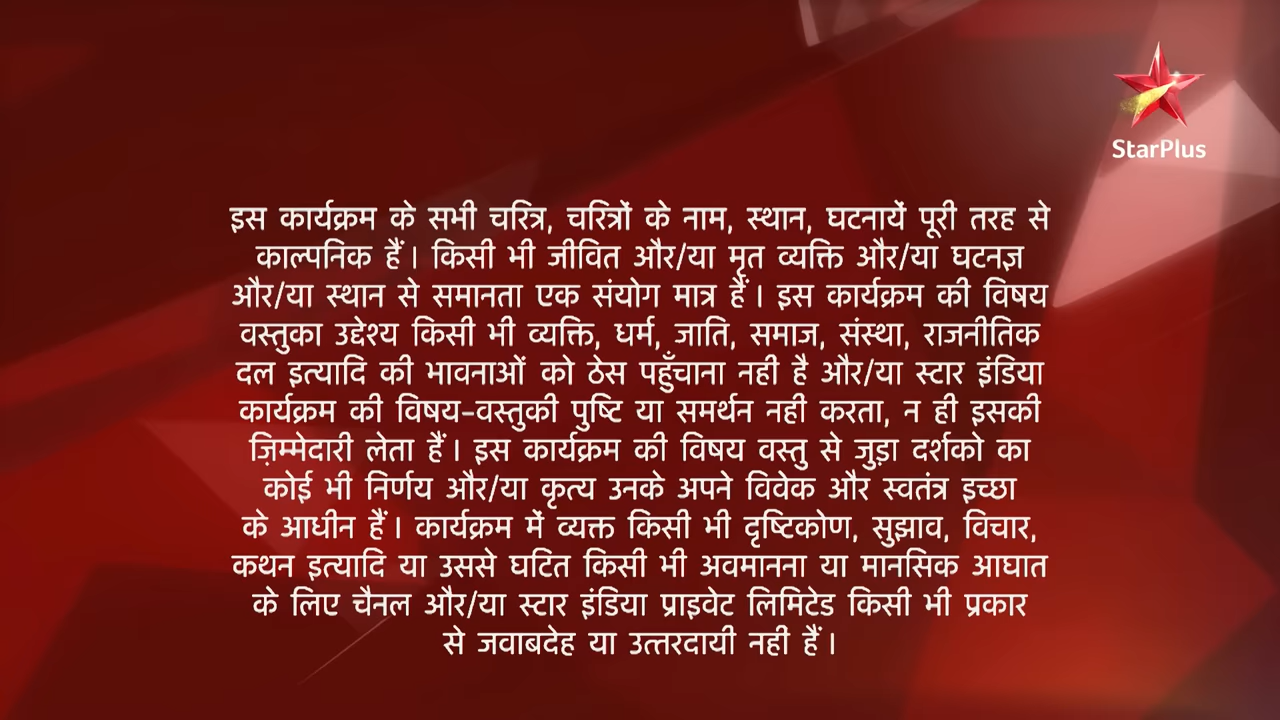 StarPlus
इस कार्यक्रम के सभी चरित्र, चरित्रों के नाम, स्थान, घटनायें पूरी तरह से
काल्पनिक हैं। किसी भी जीवित और/या मृत व्यक्ति और/या घटनज्ञ
और/या स्थान से समानता एक संयोग मात्र हैं। इस कार्यक्रम की विषय
वस्तुका उद्देश्य किसी भी व्यक्ति, धर्म, जाति, समाज, संस्था, राजनीतिक
दल इत्यादि की भावनाओं को ठेस पहुँचाना नही है और/या स्टार इंडिया
कार्यक्रम की विषय-वस्तुकी पुष्टि या समर्थन नही करता, न ही इसकी
ज़िम्मेदारी लेता हैं। इस कार्यक्रम की विषय वस्तु से जुड़ा दर्शको का
कोई भी निर्णय और/या कृत्य उनके अपने विवेक और स्वतंत्र इच्छा
के आधीन हैं। कार्यक्रम में व्यक्त किसी भी दृष्टिकोण, सुझाव, विचार,
कथन इत्यादि या उससे घटित किसी भी अवमानना या मानसिक आघात
के लिए चैनल और/या स्टार इंडिया प्राइवेट लिमिटेड किसी भी प्रकार
से जवाबदेह या उत्तरदायी नही हैं।